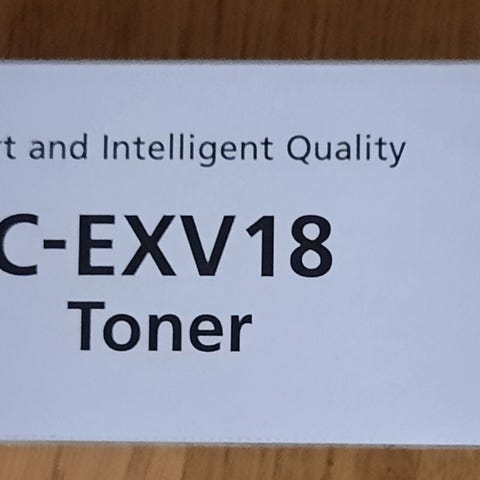 and Intelligent Quality
C-EXV18
Toner